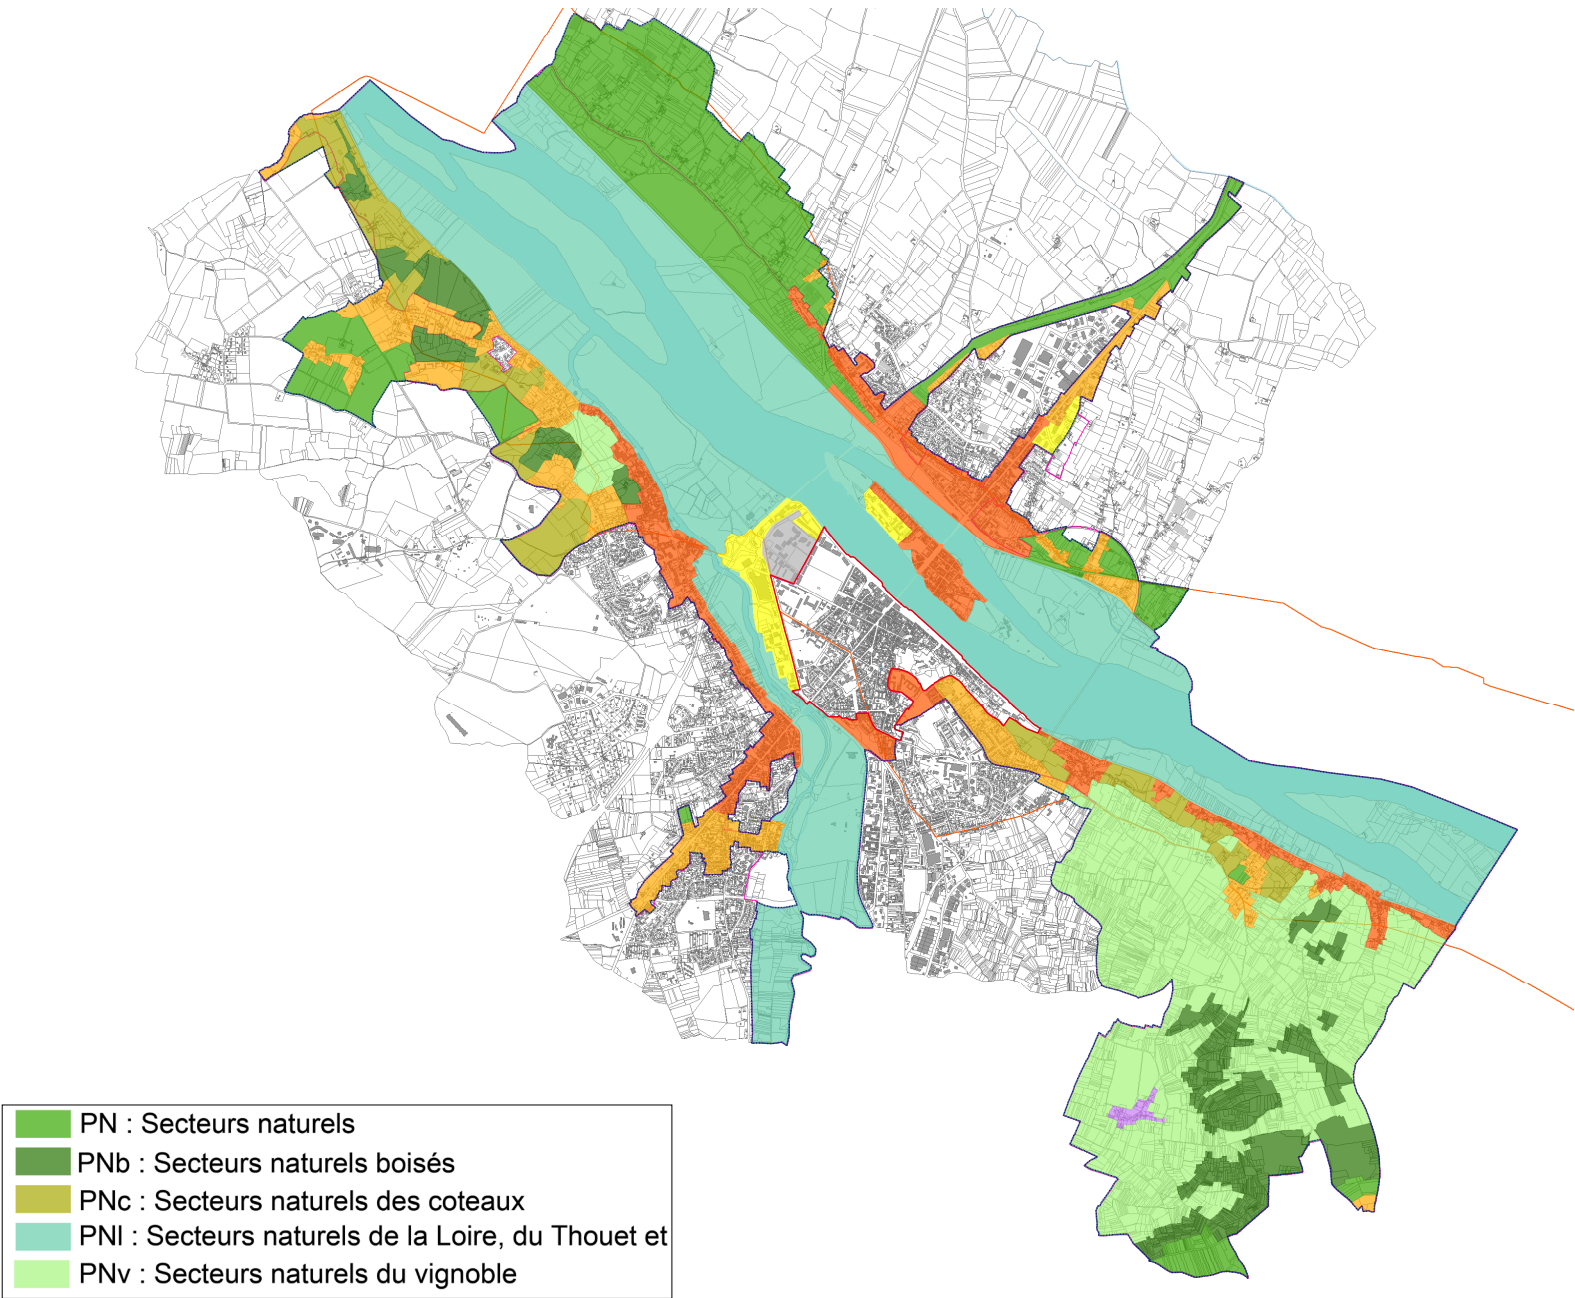 PN : Secteurs naturels
PNb : Secteurs naturels boisés
PNc : Secteurs naturels des coteaux
PNl : Secteurs naturels de la Loire, du Thouet et
PNv : Secteurs naturels du vignoble